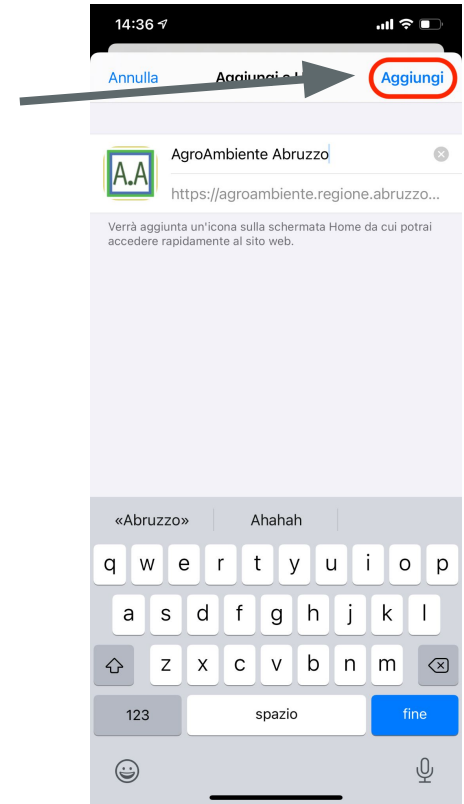 14:36
Annulla
Aggiungi
A.A
AgroAmbiente Abruzzo
https://agroambiente.regione.abruzzo...
Verrà aggiunta un'icona sulla schermata Home da cui potrai
accedere rapidamente al sito web.
«Abruzzo» Ahahah
q w e r t y u i o p
a s d f g h j k l
z x c v b n m
123 spazio fine